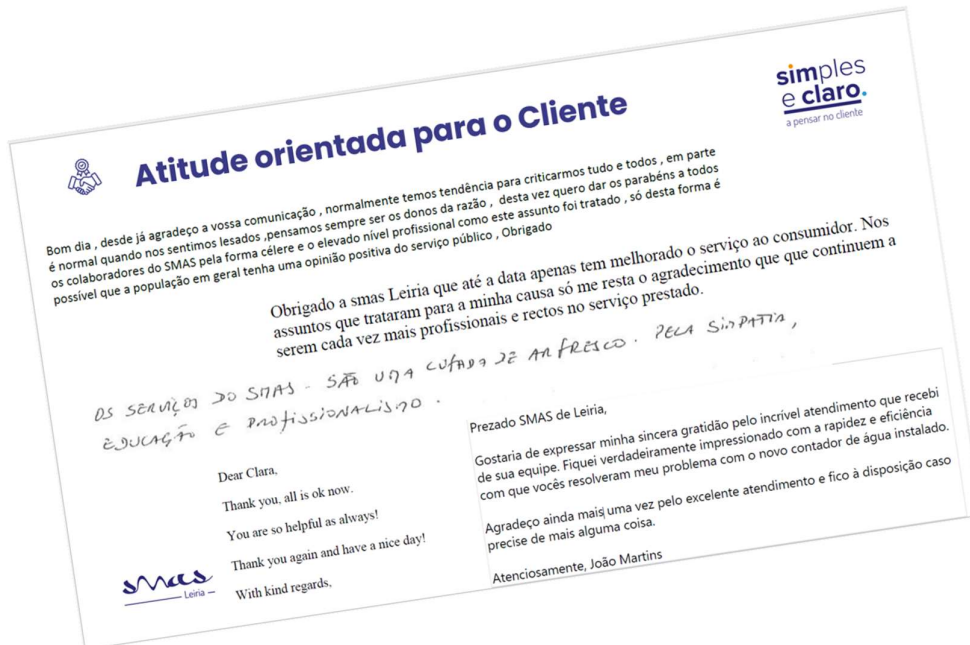 Atitude orientada para o Cliente
simples
e claro.
a pensar no cliente
Bom dia , desde já agradeço a vossa comunicação , normalmente temos tendência para criticarmos tudo e todos , em parte
é normal quando nos sentimos lesados ,pensamos sempre ser os donos da razão , desta vez quero dar os parabéns a todos
os colaboradores do SMAS pela forma célere e o elevado nível profissional como este assunto foi tratado , só desta forma é
possível que a população em geral tenha uma opinião positiva do serviço público , Obrigado
Obrigado a smas Leiria que até a data apenas tem melhorado o serviço ao consumidor. Nos
assuntos que trataram para a minha causa só me resta o agradecimento que que continuem a
serem cada vez mais profissionais e rectos no serviço prestado.
OS SERVIÇOS DO SMAS - SÃO UMA LUFADA DE AR FRESCO. PELA SIMPATIA,
EDUCAÇÃO E PROFISSIONALISMO.
Dear Clara,
Thank you, all is ok now.
You are so helpful as always!
Thank you again and have a nice day!
With kind regards,
Prezado SMAS de Leiria,
Gostaria de expressar minha sincera gratidão pelo incrível atendimento que recebi
de sua equipe. Fiquei verdadeiramente impressionado com a rapidez e eficiência
com que vocês resolveram meu problema com o novo contador de água instalado.
Agradeço ainda mais uma vez pelo excelente atendimento e fico à disposição caso
precise de mais alguma coisa.
Atenciosamente, João Martins
smas
Leiria